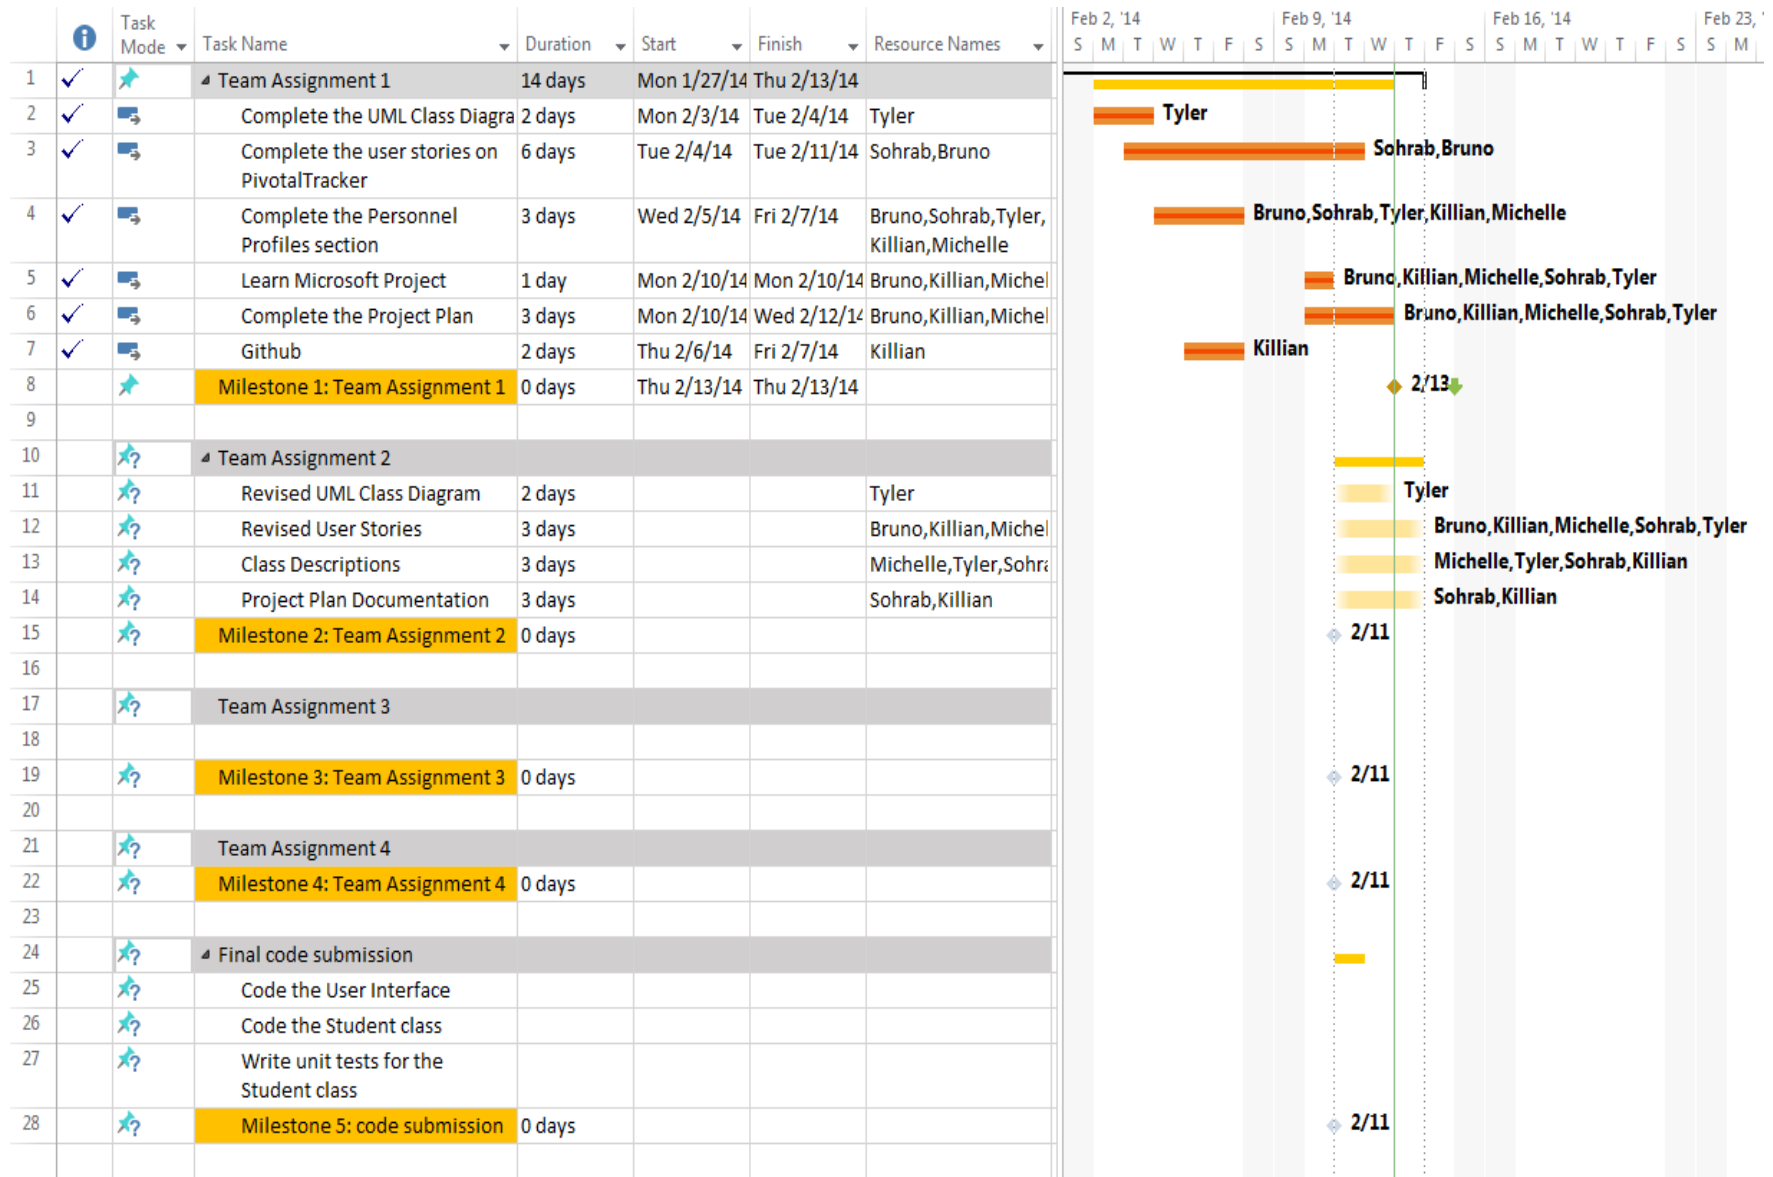 Feb 2, '14 Feb 9, '14 Feb 16, '14 Feb 23, '
Task Mode Task Name Duration Start Finish Resource Names S M T W T F S S M T W T F S S M T W T F S S M
1 Team Assignment 1 14 days Mon 1/27/14 Thu 2/13/14
2 Complete the UML Class Diagra 2 days Mon 2/3/14 Tue 2/4/14 Tyler Tyler
3 Complete the user stories on 6 days Tue 2/4/14 Tue 2/11/14 Sohrab,Bruno Sohrab,Bruno
PivotalTracker
4 Complete the Personnel 3 days Wed 2/5/14 Fri 2/7/14 Bruno,Sohrab,Tyler, Bruno,Sohrab,Tyler,Killian,Michelle
Profiles section Killian,Michelle
5 Learn Microsoft Project 1 day Mon 2/10/14 Mon 2/10/14 Bruno,Killian,Michel Bruno,Killian,Michelle,Sohrab,Tyler
6 Complete the Project Plan 3 days Mon 2/10/14 Wed 2/12/14 Bruno,Killian,Michel Bruno,Killian,Michelle,Sohrab,Tyler
7 Github 2 days Thu 2/6/14 Fri 2/7/14 Killian Killian
8 Milestone 1: Team Assignment 1 0 days Thu 2/13/14 Thu 2/13/14 2/13
9
10 Team Assignment 2
11 Revised UML Class Diagram 2 days Tyler Tyler
12 Revised User Stories 3 days Bruno,Killian,Michel Bruno,Killian,Michelle,Sohrab,Tyler
13 Class Descriptions 3 days Michelle,Tyler,Sohra Michelle,Tyler,Sohrab,Killian
14 Project Plan Documentation 3 days Sohrab,Killian Sohrab,Killian
15 Milestone 2: Team Assignment 2 0 days 2/11
16
17 Team Assignment 3
18
19 Milestone 3: Team Assignment 3 0 days 2/11
20
21 Team Assignment 4
22 Milestone 4: Team Assignment 4 0 days 2/11
23
24 Final code submission
25 Code the User Interface
26 Code the Student class
27 Write unit tests for the
Student class
28 Milestone 5: code submission 0 days 2/11